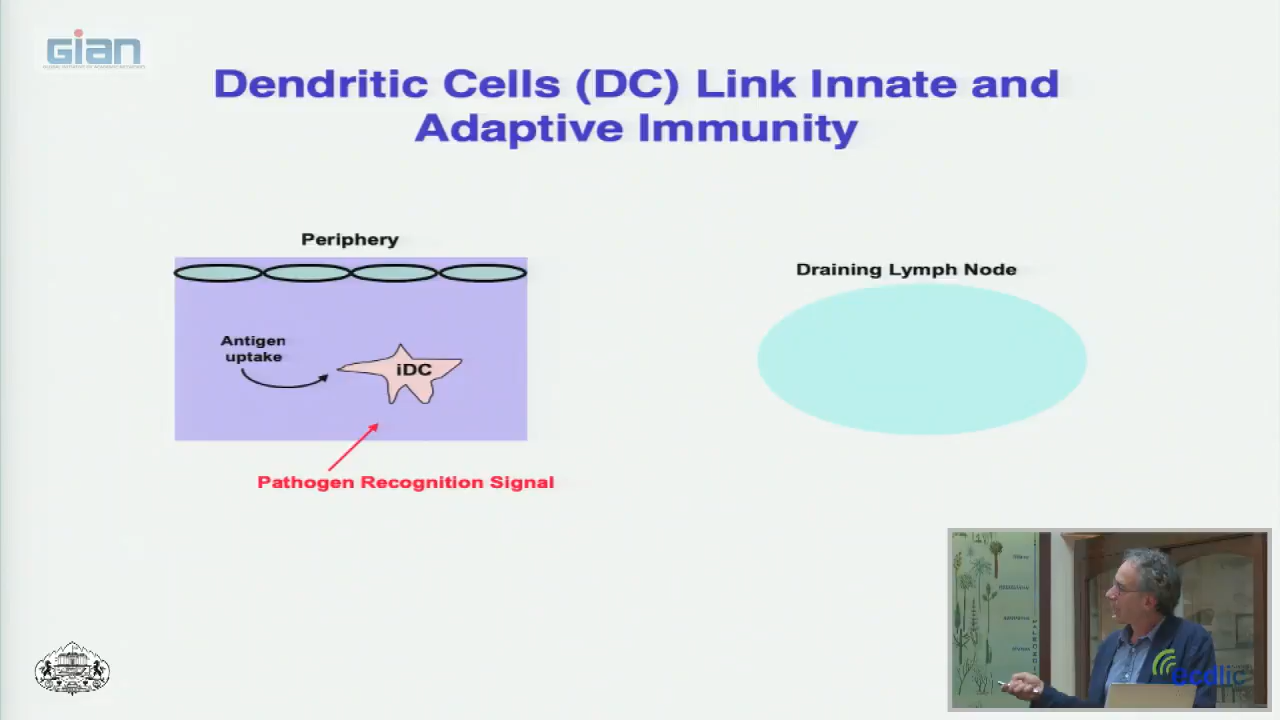 GIAN
Dendritic Cells (DC) Link Innate and
Adaptive Immunity
Periphery
Draining Lymph Node
Antigen
uptake
iDC
Pathogen Recognition Signal